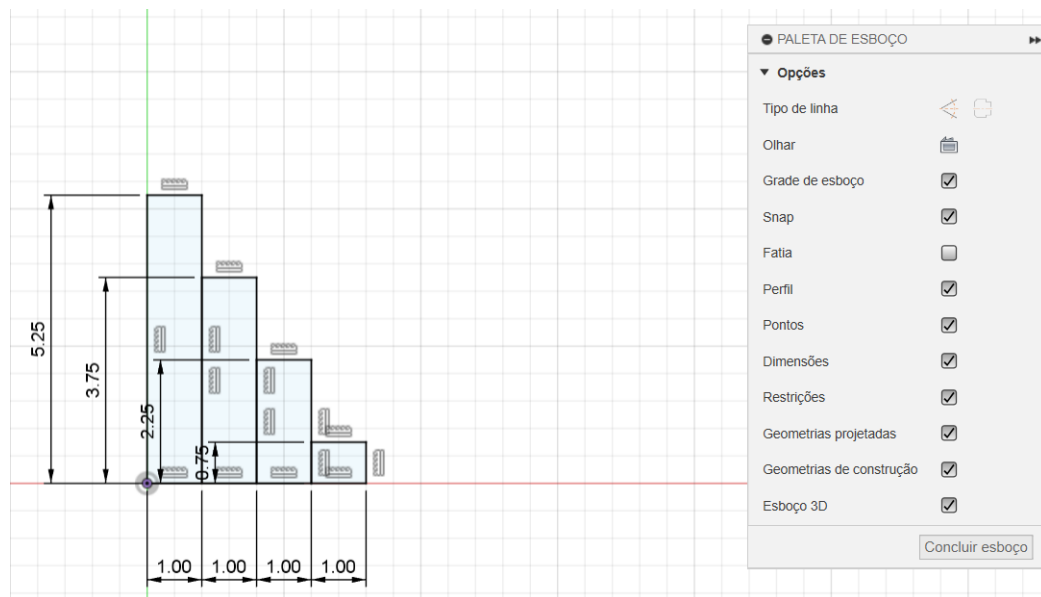 PALETA DE ESBOÇO
Opções
Tipo de linha
Olhar
Grade de esboço
Snap
Fatia
Perfil
Pontos
Dimensões
Restrições
Geometrias projetadas
Geometrias de construção
Esboço 3D
Concluir esboço
5.25
3.75
2.25
0.75
1.00 1.00 1.00 1.00